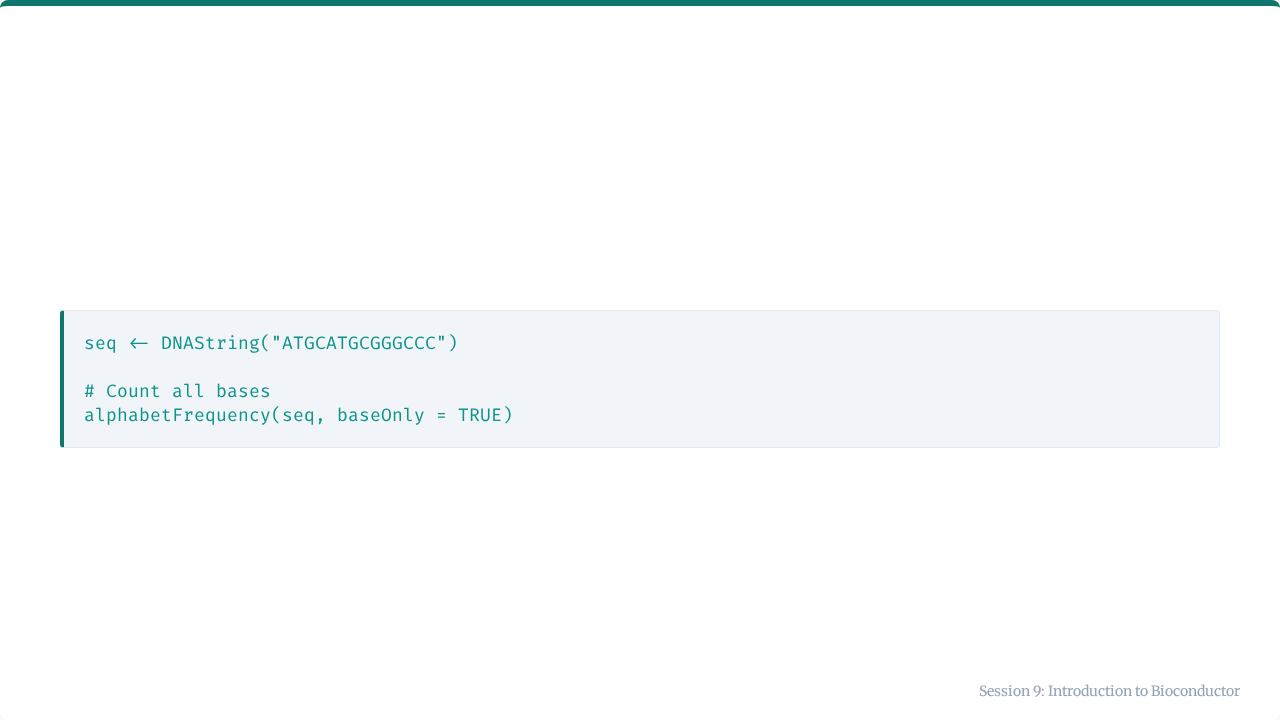 seq <- DNAString("ATGCATGCGGGCCC")
# Count all bases
alphabetFrequency(seq, baseOnly = TRUE)
Session 9: Introduction to Bioconductor